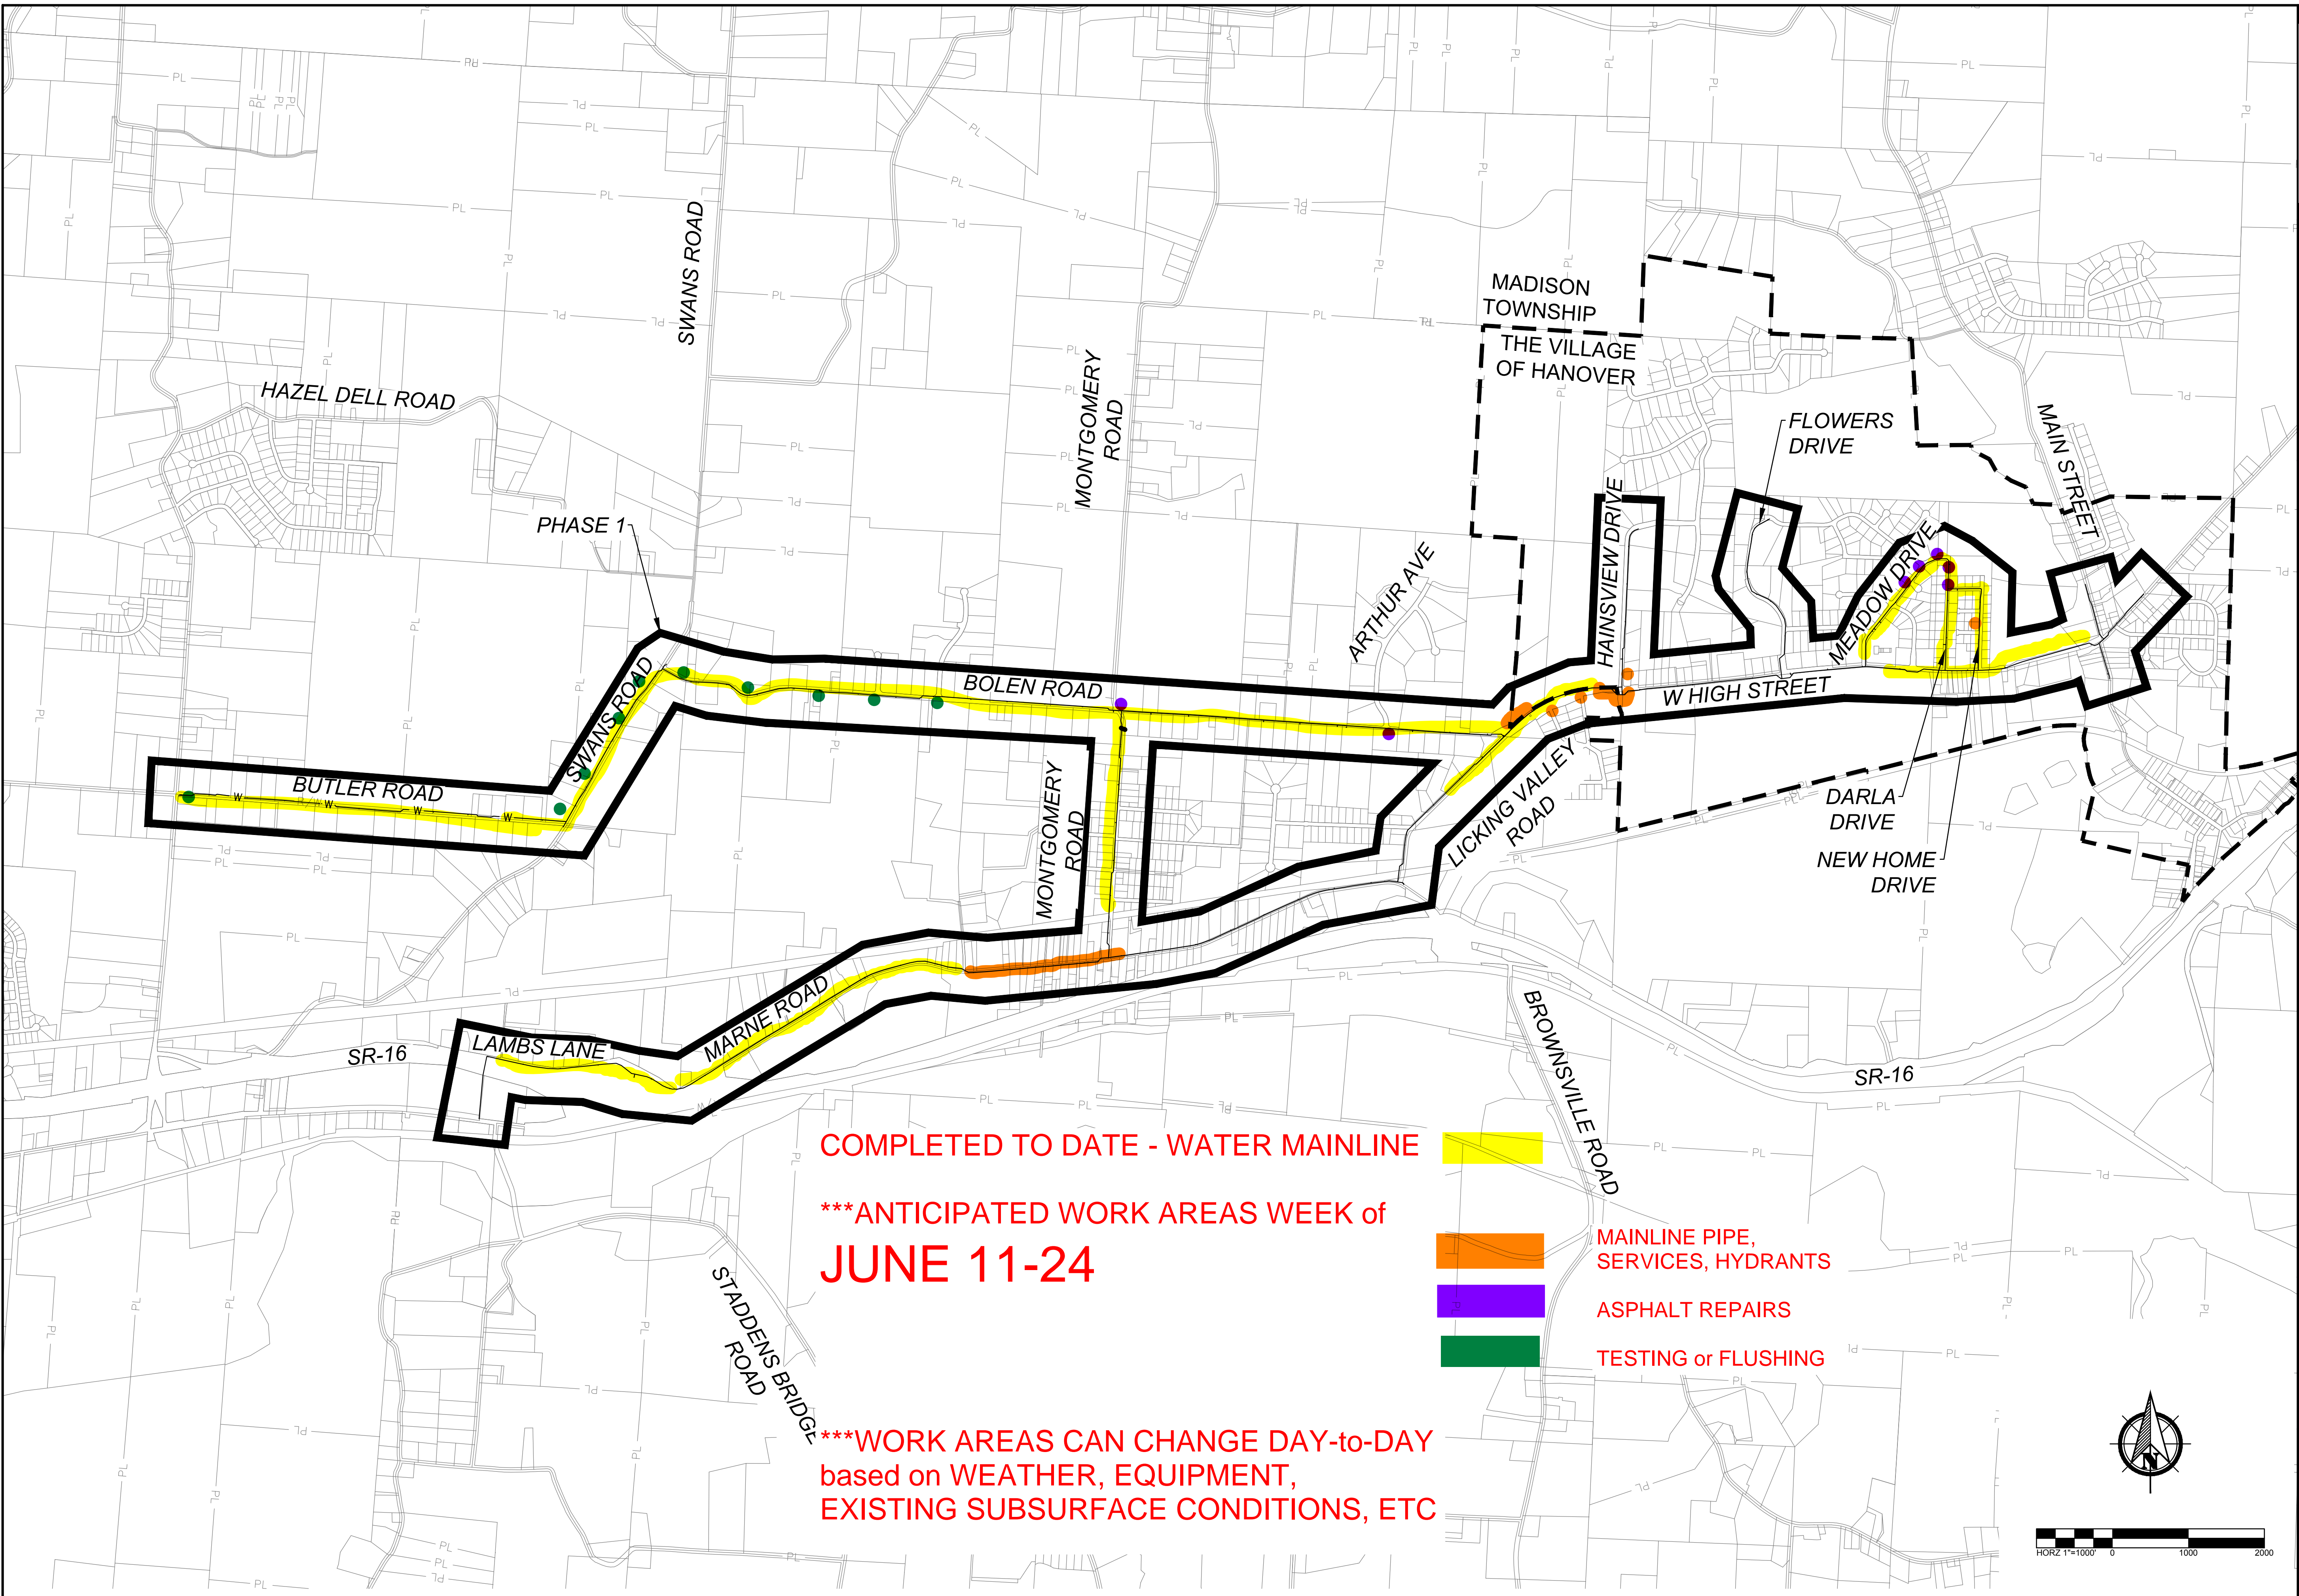 SWANS ROAD
HAZEL DELL ROAD
MONTGOMERY
ROAD
MADISON
TOWNSHIP
THE VILLAGE
OF HANOVER
FLOWERS
DRIVE
MAIN STREET
PHASE 1
HAINSVIEW DRIVE
ARTHUR AVE
MEADOW DRIVE
SWANS ROAD
BOLEN ROAD
W HIGH STREET
BUTLER ROAD
W
W
W
W
MONTGOMERY
ROAD
LICKING VALLEY
ROAD
DARLA
DRIVE
NEW HOME
DRIVE
MARNE ROAD
LAMBS LANE
SR-16
BROWNSVILLE ROAD
SR-16
STADDENS BRIDGE
ROAD
COMPLETED TO DATE - WATER MAINLINE
***ANTICIPATED WORK AREAS WEEK of
JUNE 11-24
MAINLINE PIPE,
SERVICES, HYDRANTS
ASPHALT REPAIRS
TESTING or FLUSHING
***WORK AREAS CAN CHANGE DAY-to-DAY
based on WEATHER, EQUIPMENT,
EXISTING SUBSURFACE CONDITIONS, ETC
N
HORZ 1"=1000' 0 1000 2000
PL